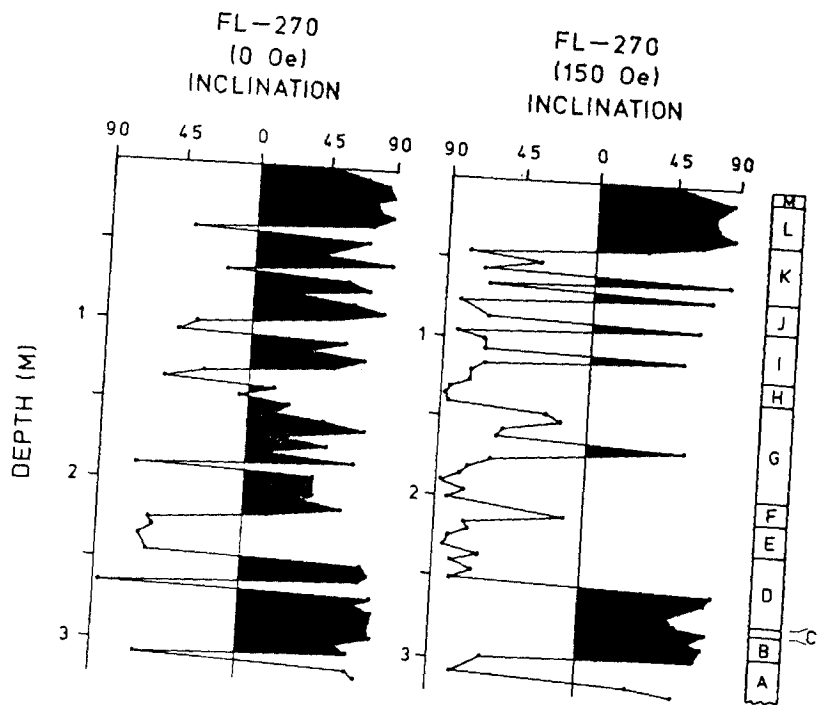 FL-270
(0 Oe)
INCLINATION
90 45 0 45 90
FL-270
(150 Oe)
INCLINATION
90 45 0 45 90
DEPTH (M)
1
2
3
1
2
3
M
L
K
J
I
H
G
F
E
D
C
B
A